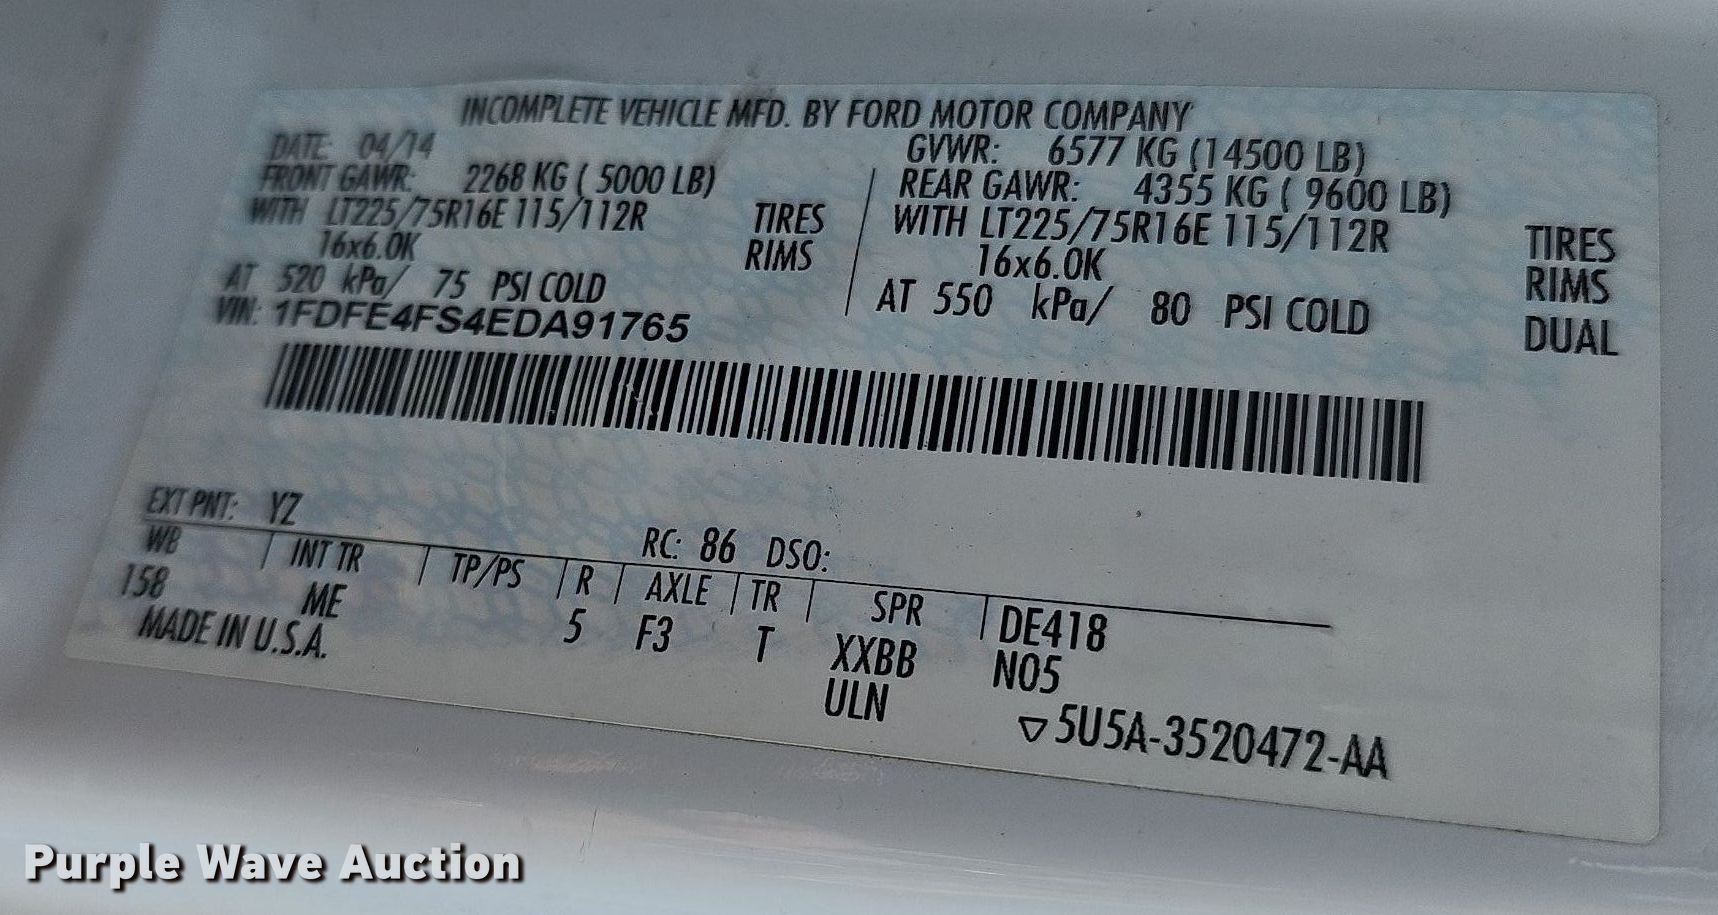 INCOMPLETE VEHICLE MFD. BY FORD MOTOR COMPANY
DATE: 04/14
GVWR: 6577 KG (14500 LB)
FRONT GAWR: 2268 KG ( 5000 LB)
WITH LT225/75R16E 115/112R TIRES
16x6.0K RIMS
AT 520 kPa/ 75 PSI COLD
REAR GAWR: 4355 KG ( 9600 LB)
WITH LT225/75R16E 115/112R TIRES
16x6.0K RIMS
AT 550 kPa/ 80 PSI COLD DUAL
VIN: 1FDFE4FS4EDA91765
EXT PNT: YZ RC: 86 DSO:
WB INT TR TP/PS R AXLE TR SPR DE418
158 ME 5 F3 T XXBB N05
MADE IN U.S.A. ULN
▽5U5A-3520472-AA
Purple Wave Auction